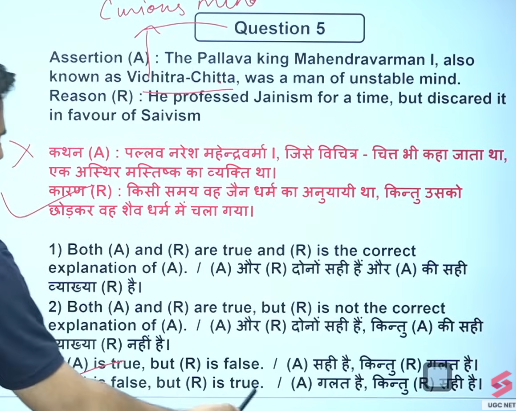 Curious mind
Question 5
Assertion (A) : The Pallava king Mahendravarman I, also
known as Vichitra-Chitta, was a man of unstable mind.
Reason (R) : He professed Jainism for a time, but discared it
in favour of Saivism
कथन (A) : पल्लव नरेश महेन्द्रवर्मा I, जिसे विचित्र - चित्त भी कहा जाता था,
एक अस्थिर मस्तिष्क का व्यक्ति था।
कारण (R) : किसी समय वह जैन धर्म का अनुयायी था, किन्तु उसको
छोड़कर वह शैव धर्म में चला गया।
1) Both (A) and (R) are true and (R) is the correct
explanation of (A). / (A) और (R) दोनों सही हैं और (A) की सही
व्याख्या (R) है।
2) Both (A) and (R) are true, but (R) is not the correct
explanation of (A). / (A) और (R) दोनों सही हैं, किन्तु (A) की सही
व्याख्या (R) नहीं है।
(A) is true, but (R) is false. / (A) सही है, किन्तु (R) गलत है।
is false, but (R) is true. / (A) गलत है, किन्तु (R) सही है।
UGC NET